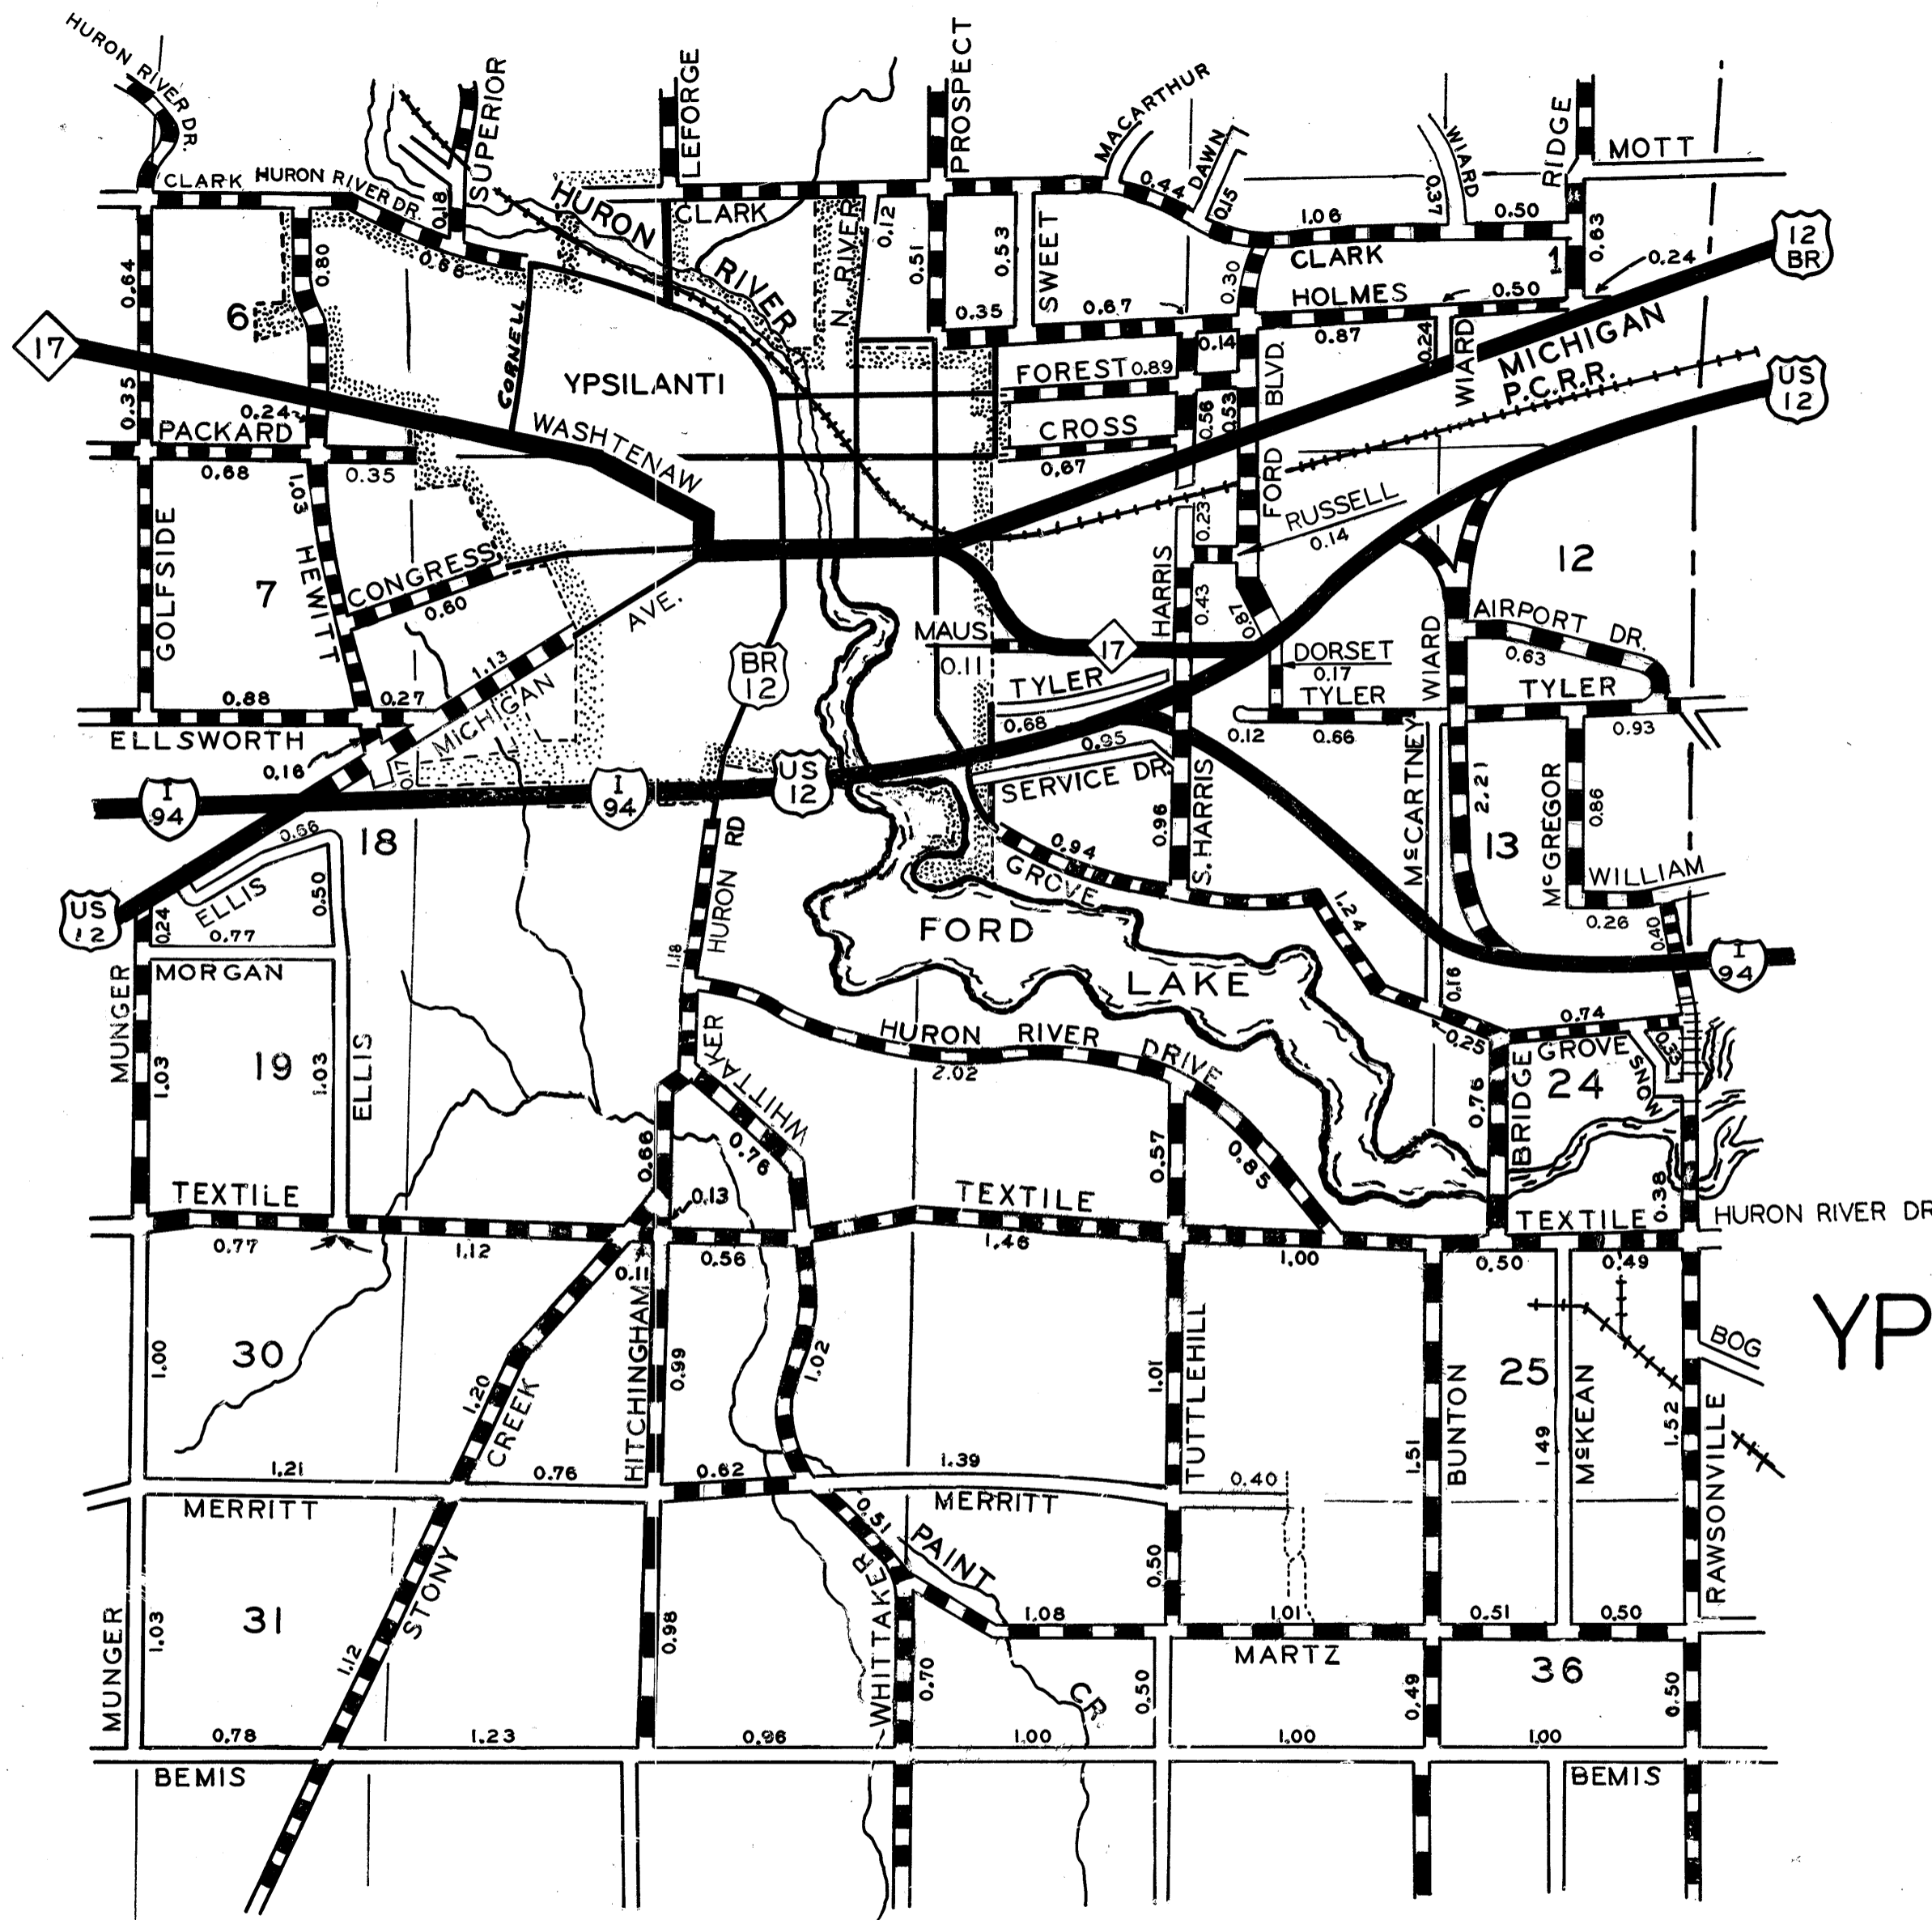 HURON RIVER DR.
SUPERIOR
LEFORGE
PROSPECT
MACARTHUR
DAWN
WIARD
RIDGE
MOTT
CLARK
HURON RIVER DR.
0.18
HURON
RIVER
CLARK
N. RIVER
0.12
0.51
0.53
SWEET
0.44
0.15
1.06
0.37
0.50
0.63
12
BR
0.64
0.80
0.66
CLARK
1
0.24
0.30
HOLMES
0.50
6
0.35
0.67
0.87
0.24
WIARD
MICHIGAN
P.C.R.R.
17
CORNELL
YPSILANTI
FOREST 0.89
0.14
BLVD.
US
12
0.35
0.24
PACKARD
WASHTENAW
CROSS
0.56
0.53
0.68
0.35
0.67
FORD
1.03
RUSSELL
0.14
0.23
GOLFSIDE
7
HEWITT
CONGRESS
0.60
AVE.
HARRIS
0.43
0.87
12
AIRPORT DR.
0.63
MAUS
0.11
17
DORSET
0.17
WIARD
BR
12
1.13
MICHIGAN
TYLER
TYLER
TYLER
0.88
0.27
0.68
0.12
0.66
0.93
ELLSWORTH
0.16
0.17
0.95
SERVICE DR.
US
12
I
94
I
94
S. HARRIS
0.96
McCARTNEY
2.21
McGREGOR
0.86
18
0.66
13
HURON RD
0.94
GROVE
WILLIAM
ELLIS
0.50
US
12
0.24
0.77
1.18
FORD
LAKE
1.24
0.26
0.40
I
94
MORGAN
MUNGER
0.16
HURON RIVER DRIVE
2.02
0.74
0.25
GROVE
0.33
SNOW
19
1.03
1.03
ELLIS
WHITTAKER
0.76
BRIDGE
24
0.66
0.76
0.57
0.85
0.13
TEXTILE
TEXTILE
TEXTILE
0.38
HURON RIVER DR
0.77
1.12
0.11
0.56
1.46
1.00
0.50
0.49
YP
BOG
1.00
30
1.20
CREEK
HITCHINGHAM
0.99
1.02
1.01
TUTTLEHILL
1.51
BUNTON
25
1.49
McKEAN
1.52
RAWSONVILLE
1.21
0.76
0.62
1.39
0.40
MERRITT
MERRITT
0.51
PAINT
0.50
MUNGER
1.03
31
STONY
1.12
0.98
WHITTAKER
0.70
1.08
1.01
0.51
0.50
MARTZ
36
0.50
0.49
0.50
CR.
0.78
1.23
0.96
1.00
1.00
1.00
BEMIS
BEMIS